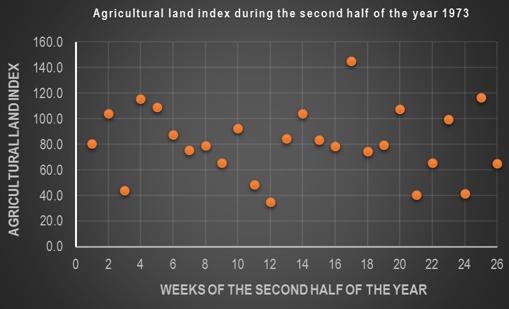 Agricultural land index during the second half of the year 1973
160.0
140.0
120.0
100.0
80.0
60.0
40.0
20.0
0.0
AGRICULTURAL LAND INDEX
0 2 4 6 8 10 12 14 16 18 20 22 24 26
WEEKS OF THE SECOND HALF OF THE YEAR